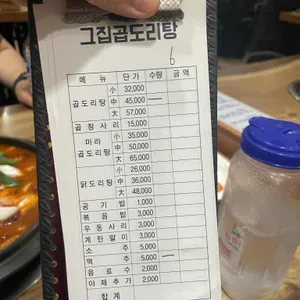 그집곱도리탕
6
메뉴 단가 수량 금액
곱도리탕 小 32,000
中 45,000 —
大 57,000
곱창사리 15,000
마라곱도리탕 小 35,000
中 50,000
大 65,000
닭도리탕 小 26,000
中 36,000
大 48,000
공기밥 1,000
볶음밥 3,000
우동사리 3,000
계란말이 3,000
소주 5,000
맥주 5,000 —
음료수 2,000
야채추가 2,000
합계